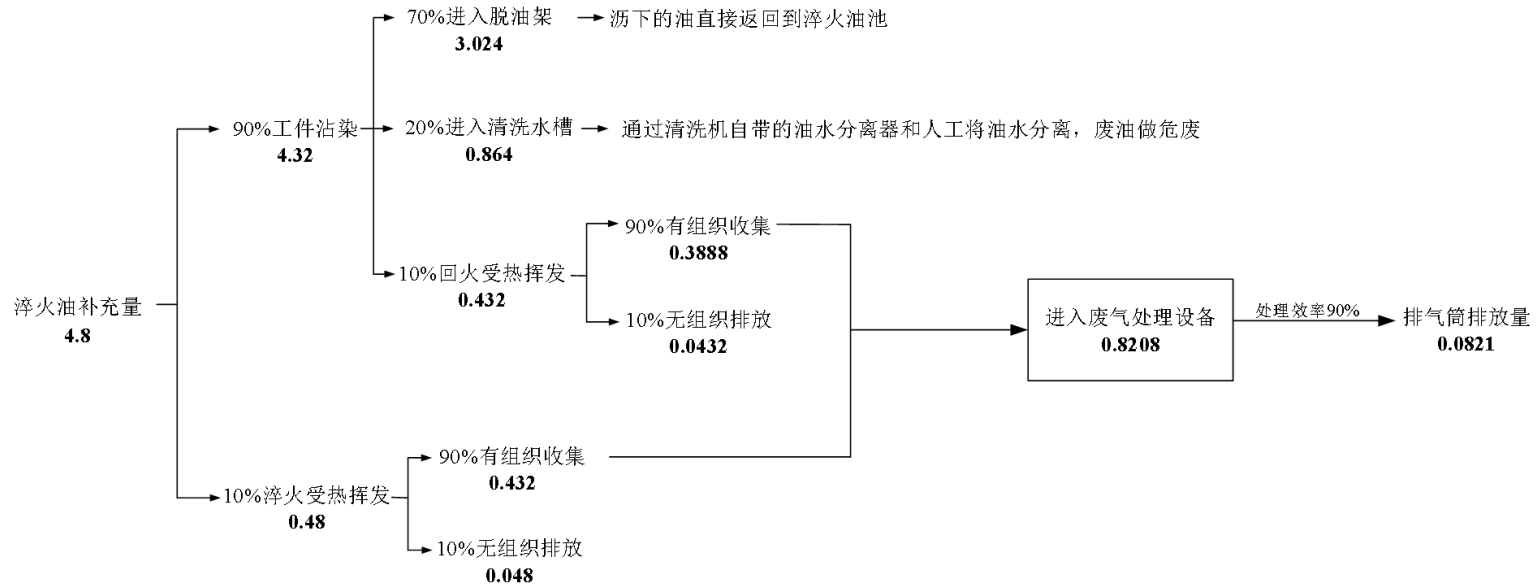 70%进入脱油架
3.024
沥下的油直接返回到淬火油池
90%工件沾染
4.32
20%进入清洗水槽
0.864
通过清洗机自带的油水分离器和人工将油水分离，废油做危废
90%有组织收集
0.3888
10%回火受热挥发
0.432
10%无组织排放
0.0432
淬火油补充量
4.8
进入废气处理设备
0.8208
处理效率90%
排气筒排放量
0.0821
90%有组织收集
0.432
10%淬火受热挥发
0.48
10%无组织排放
0.048